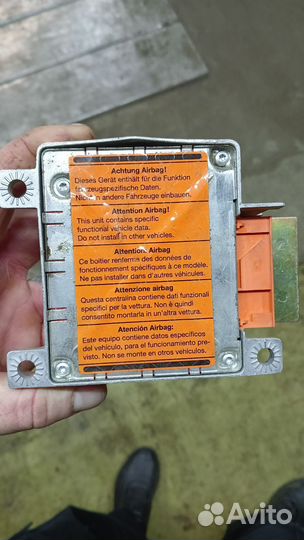 Achtung Airbag!
Dieses Gerät enthält für die Funktion
fahrzeugspezifische Daten.
Nicht in andere Fahrzeuge einbauen.
Attention Airbag!
This unit contains specific
functional vehicle data.
Do not install in other vehicles.
Attention Airbag
Ce boîtier renferme des données de
fonctionnement spécifiques à ce modèle.
Ne pas installer dans d'autres véhicules.
Attenzione airbag
Questa centralina contiene dati funzionali
specifici per la vettura. Non è quindi
consentito montarla in un'altra vettura.
Atención Airbag:
Este equipo contiene datos específicos
del vehículo, para el funcionamiento pre-
visto. No se monte en otros vehículos.
Avito